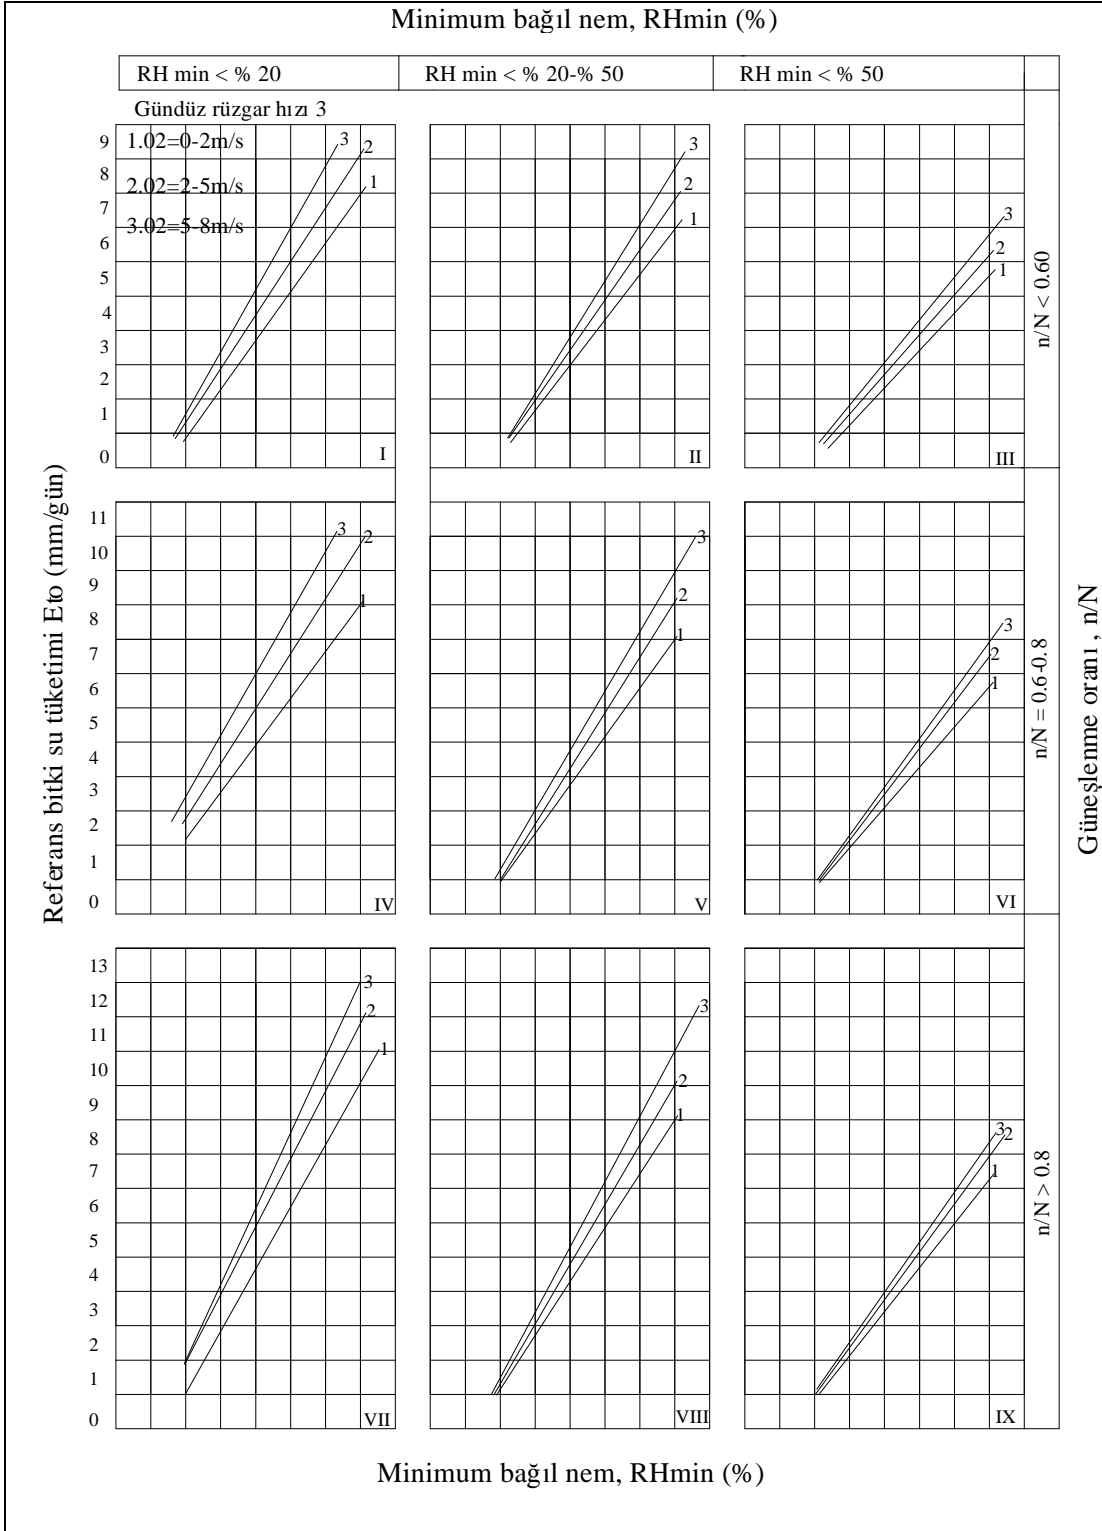 Minimum bağıl nem, RHmin (%)
RH min < % 20
RH min < % 20-% 50
RH min < % 50
Gündüz rüzgar hızı 3
1.02=0-2m/s
2.02=2-5m/s
3.02=5-8m/s
9
8
7
6
5
4
3
2
1
0
3
2
1
I
3
2
1
II
3
2
1
III
n/N < 0.60
Referans bitki su tüketimi Eto (mm/gün)
11
10
9
8
7
6
5
4
3
2
1
0
3
2
1
IV
3
2
1
V
3
2
1
VI
n/N = 0.6-0.8
Güneşlenme oranı , n/N
13
12
11
10
9
8
7
6
5
4
3
2
1
0
3
2
1
VII
3
2
1
VIII
3
2
1
IX
n/N > 0.8
Minimum bağıl nem, RHmin (%)